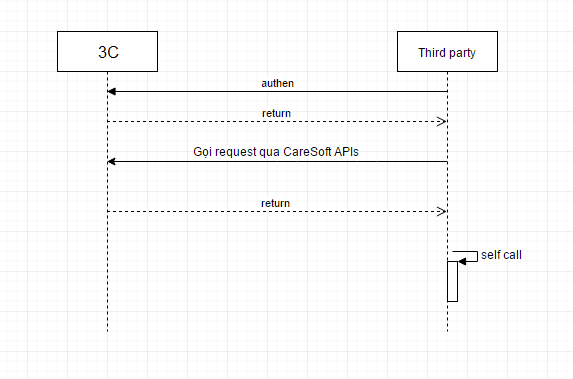 3C
Third party
authen
return
Gọi request qua CareSoft APIs
return
self call